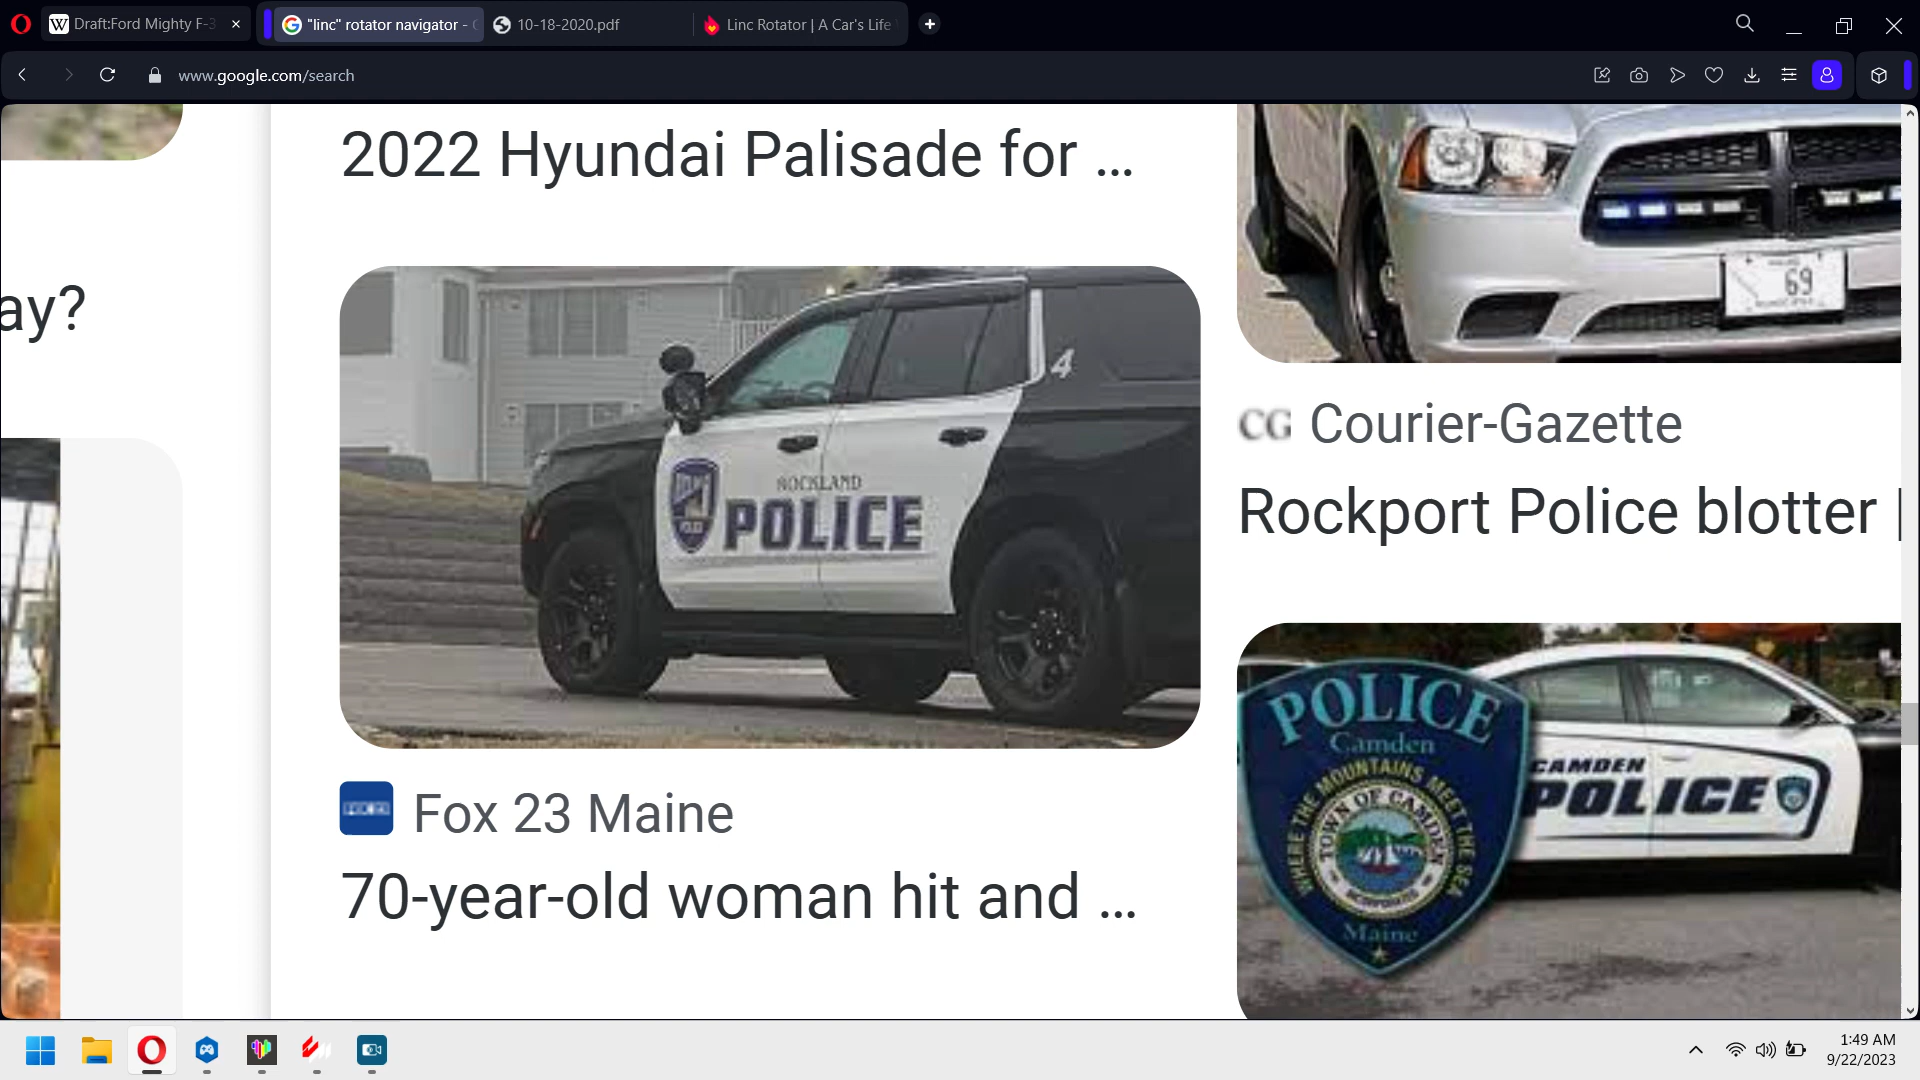 Draft:Ford Mighty F-3
"linc" rotator navigator -
10-18-2020.pdf
Linc Rotator | A Car's Life
www.google.com/search
ay?
2022 Hyundai Palisade for ...
4
ROCKLAND
POLICE
Fox 23 Maine
70-year-old woman hit and ...
69
CG Courier-Gazette
Rockport Police blotter
POLICE
Camden
WHERE THE MOUNTAINS MEET THE SEA
TOWN OF CAMDEN
Maine
CAMDEN
POLICE
1:49 AM
9/22/2023